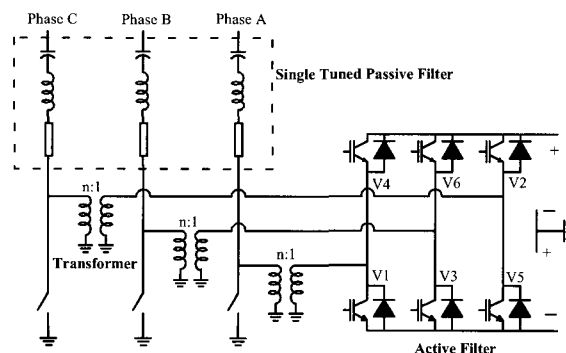 Phase C Phase B Phase A
Single Tuned Passive Filter
V4 V6 V2
n:1
n:1
Transformer
n:1
V1 V3 V5
Active Filter
+
−
−
+